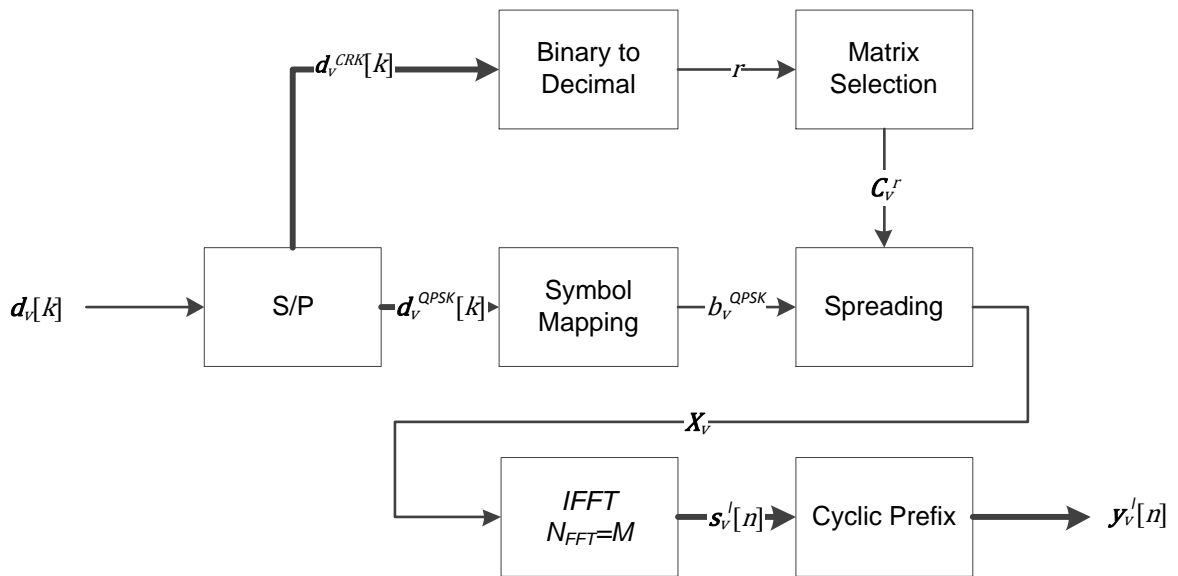 d_v^CRK[k]
Binary to
Decimal
r
Matrix
Selection
C_v^r
d_v[k]
S/P
d_v^QPSK[k]
Symbol
Mapping
b_v^QPSK
Spreading
X_v
IFFT
N_FFT=M
s_v^l[n]
Cyclic Prefix
y_v^l[n]